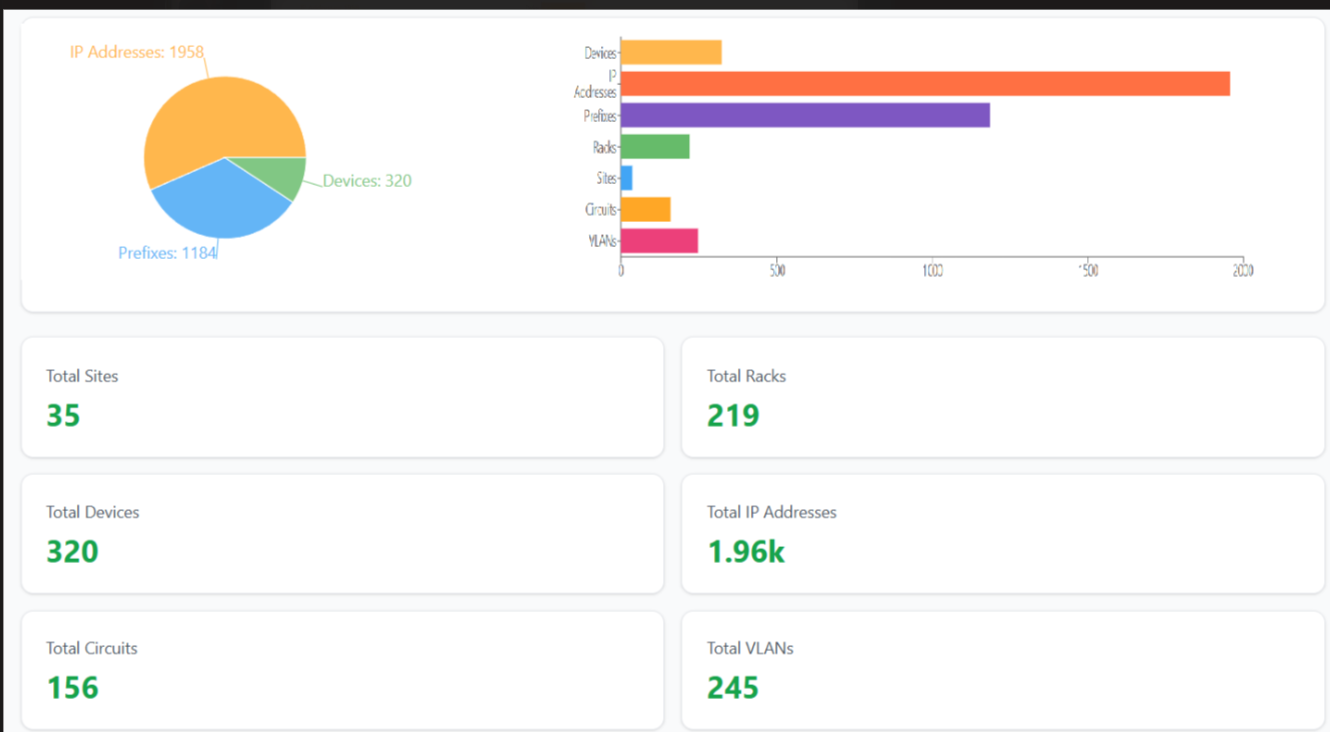 IP Addresses: 1958
Devices: 320
Prefixes: 1184
Devices
IP
Addresses
Prefixes
Racks
Sites
Circuits
VLANs
0
500
1000
1500
2000
Total Sites
35
Total Racks
219
Total Devices
320
Total IP Addresses
1.96k
Total Circuits
156
Total VLANs
245